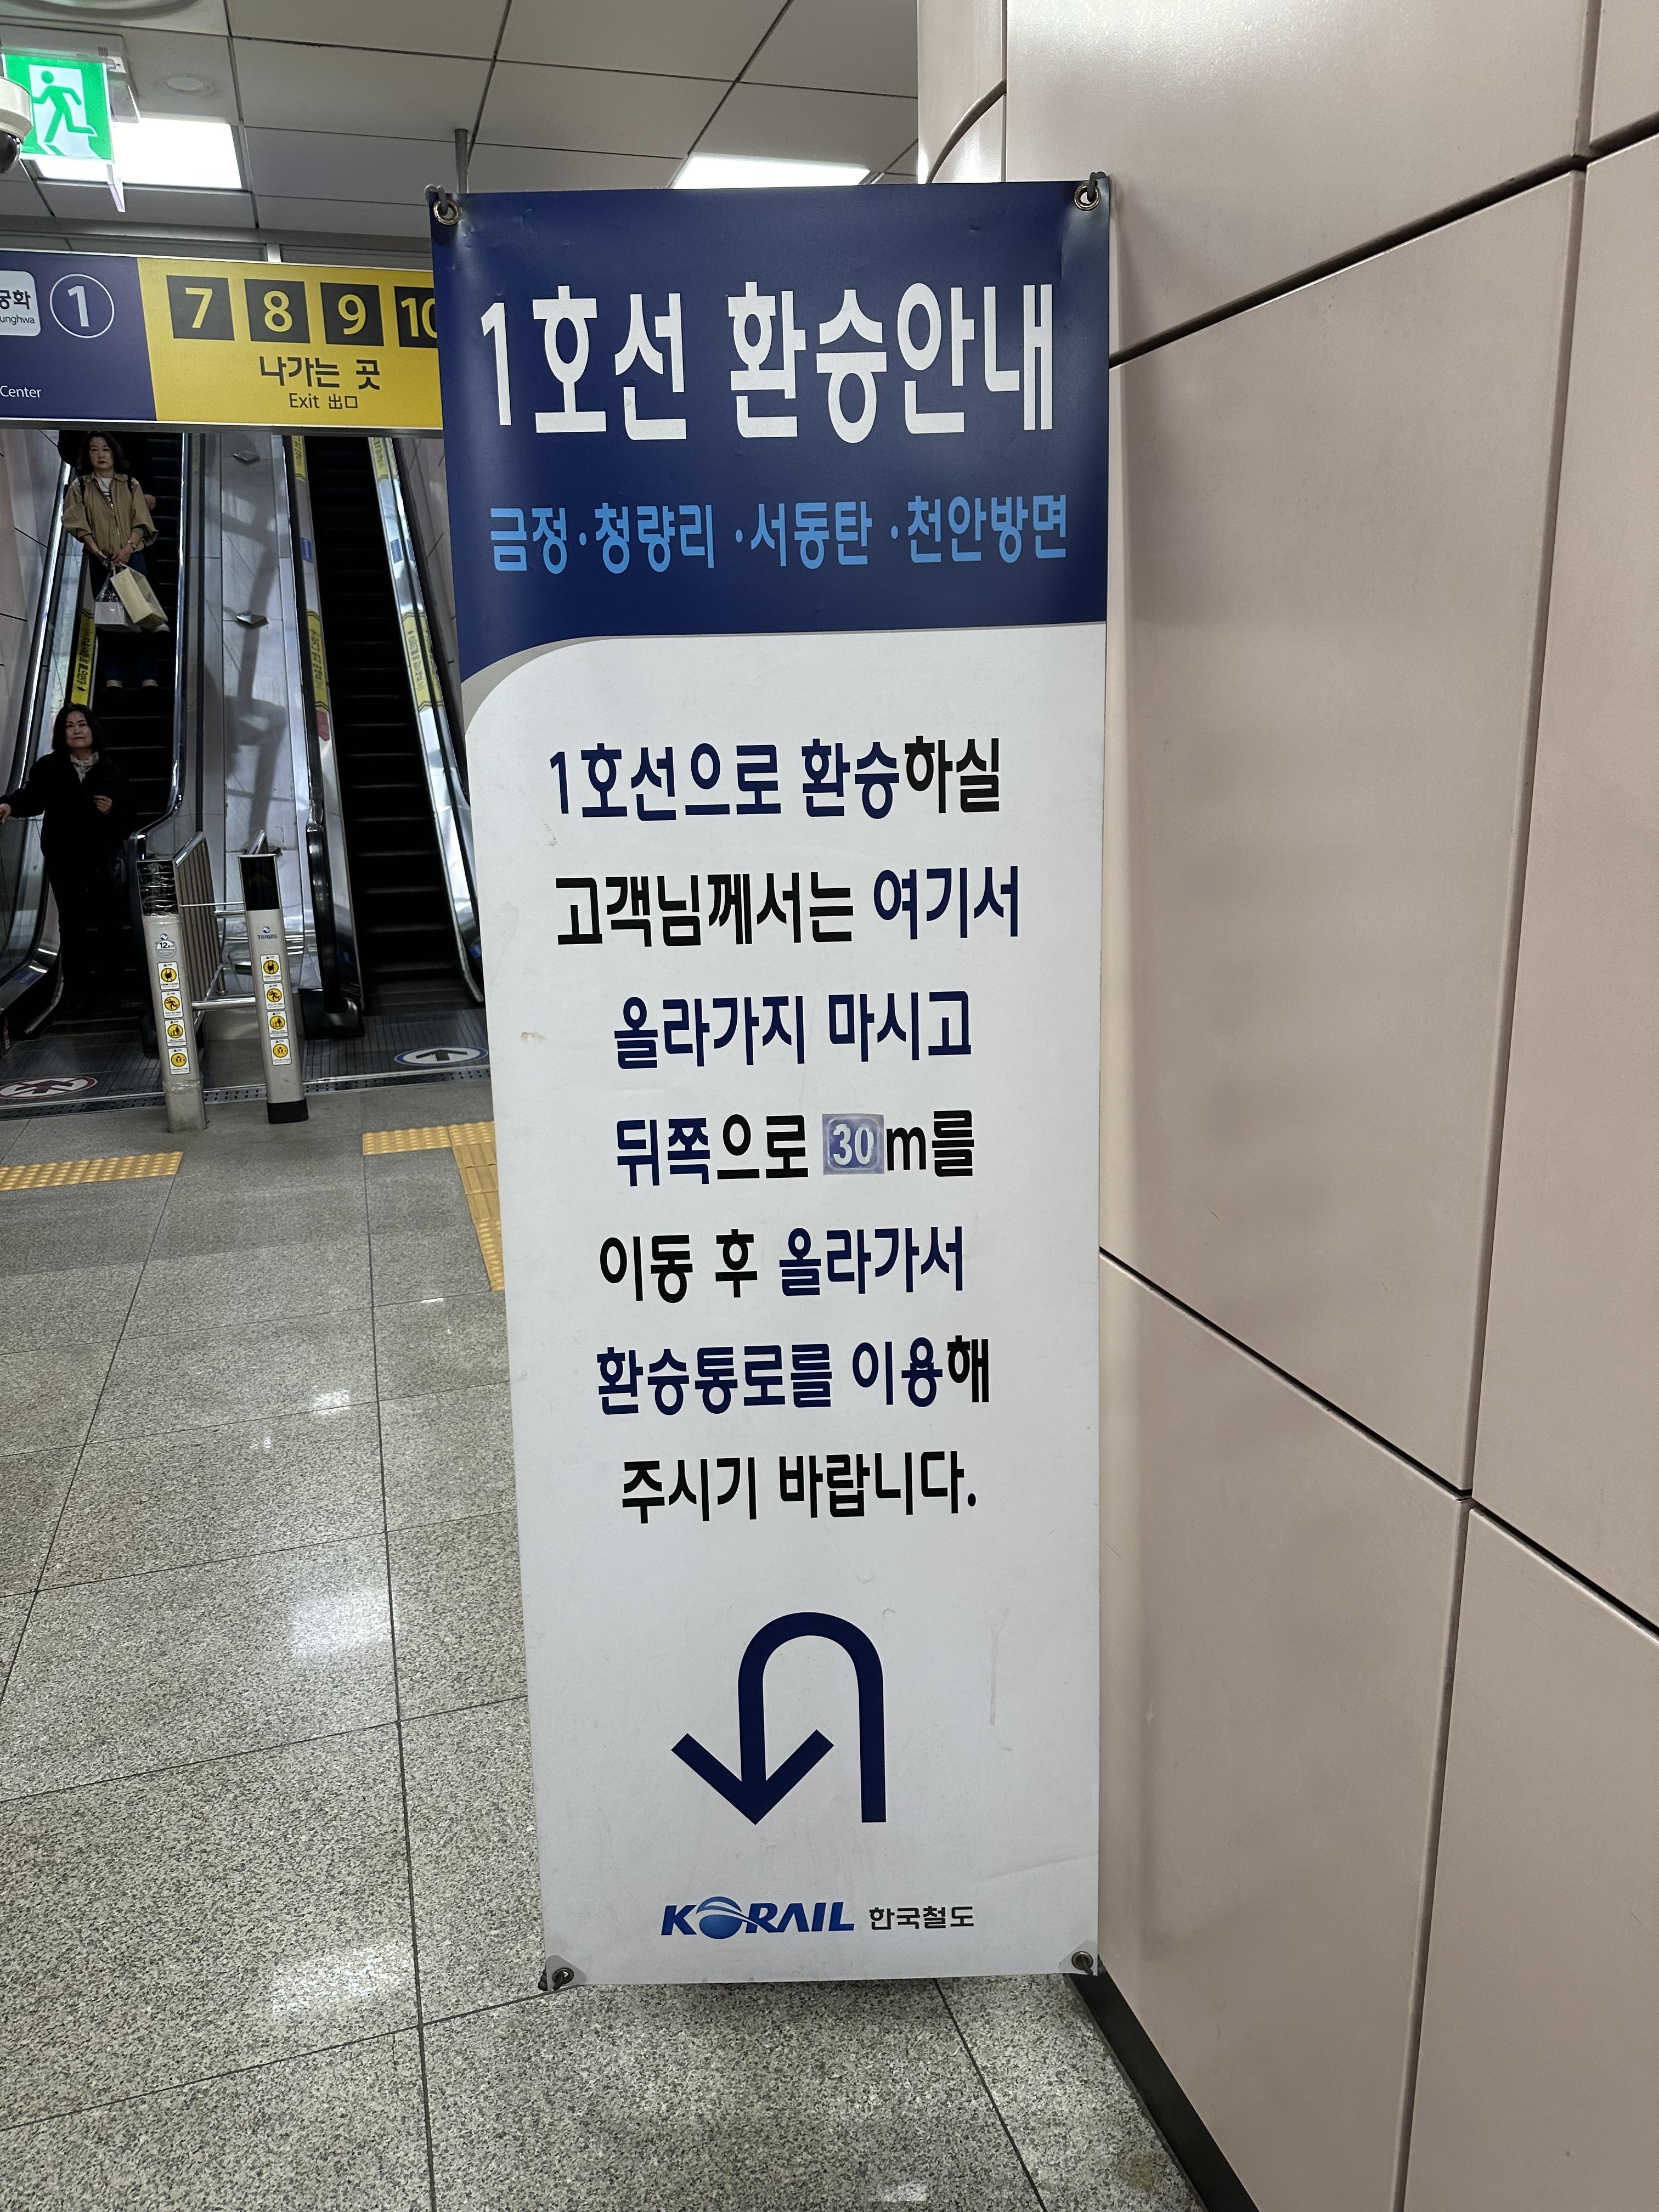 1
7 8 9 10
나가는 곳
Exit 出口
Center
1호선 환승안내
금정·청량리 ·서동탄 ·천안방면
1호선으로 환승하실
고객님께서는 여기서
올라가지 마시고
뒤쪽으로 30m를
이동 후 올라가서
환승통로를 이용해
주시기 바랍니다.
KORAIL 한국철도